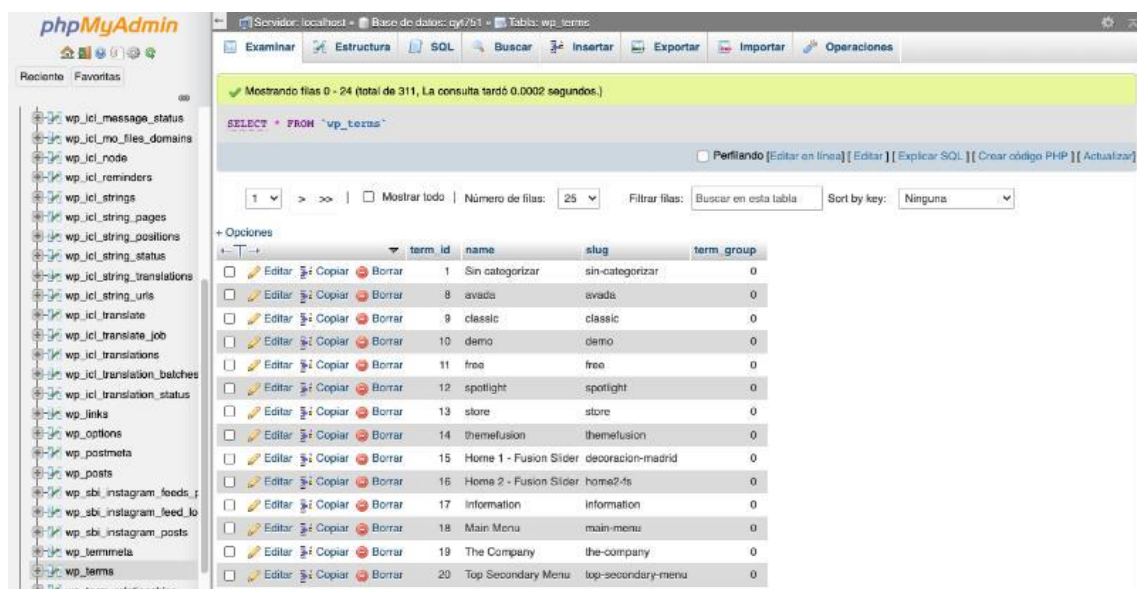 phpMyAdmin
Reciente Favoritas
wp_icl_message_status
wp_icl_mo_files_domains
wp_icl_node
wp_icl_reminders
wp_icl_strings
wp_icl_string_pages
wp_icl_string_positions
wp_icl_string_status
wp_icl_string_translations
wp_icl_string_urls
wp_icl_translate
wp_icl_translate_job
wp_icl_translations
wp_icl_translation_batches
wp_icl_translation_status
wp_links
wp_options
wp_postmeta
wp_posts
wp_sbi_instagram_feeds_p
wp_sbi_instagram_feed_lo
wp_sbi_instagram_posts
wp_termmeta
wp_terms
Servidor: localhost » Base de datos: qyt751 » Tabla: wp_terms
Examinar Estructura SQL Buscar Insertar Exportar Importar Operaciones
Mostrando filas 0 - 24 (total de 311, La consulta tardó 0.0002 segundos.)
SELECT * FROM `wp_terms`
Perfilando [Editar en línea] [ Editar ] [ Explicar SQL ] [ Crear código PHP ] [ Actualizar]
1 > >> | Mostrar todo | Número de filas: 25 Filtrar filas: Buscar en esta tabla Sort by key: Ninguna
+ Opciones
←T→ term_id name slug term_group
Editar Copiar Borrar 1 Sin categorizar sin-categorizar 0
Editar Copiar Borrar 8 avada avada 0
Editar Copiar Borrar 9 classic classic 0
Editar Copiar Borrar 10 demo demo 0
Editar Copiar Borrar 11 free free 0
Editar Copiar Borrar 12 spotlight spotlight 0
Editar Copiar Borrar 13 store store 0
Editar Copiar Borrar 14 themefusion themefusion 0
Editar Copiar Borrar 15 Home 1 - Fusion Slider decoracion-madrid 0
Editar Copiar Borrar 16 Home 2 - Fusion Slider home2-fs 0
Editar Copiar Borrar 17 Information information 0
Editar Copiar Borrar 18 Main Menu main-menu 0
Editar Copiar Borrar 19 The Company the-company 0
Editar Copiar Borrar 20 Top Secondary Menu top-secondary-menu 0